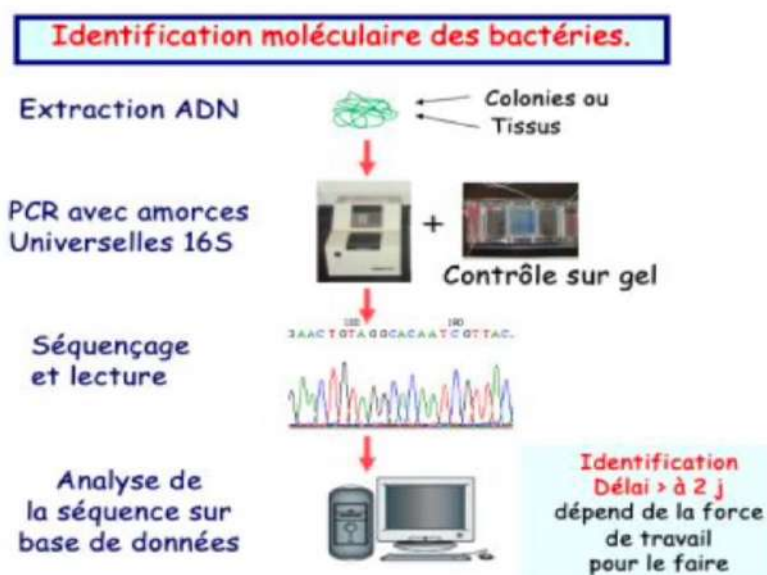 Identification moléculaire des bactéries.
Extraction ADN
Colonies ou
Tissus
PCR avec amorces
Universelles 16S
+
Contrôle sur gel
Séquençage
et lecture
GAACTGTAGGCACAATCGTTAC.
Analyse de
la séquence sur
base de données
Identification
Délai > à 2 j
dépend de la force
de travail
pour le faire